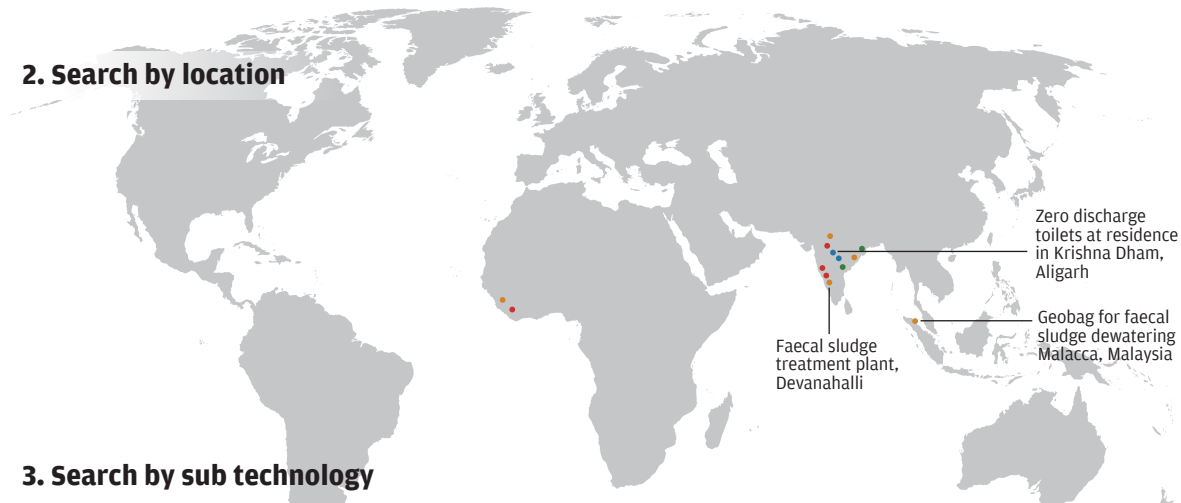 2. Search by location
Zero discharge
toilets at residence
in Krishna Dham,
Aligarh
Geobag for faecal
sludge dewatering
Malacca, Malaysia
Faecal sludge
treatment plant,
Devanahalli
3. Search by sub technology